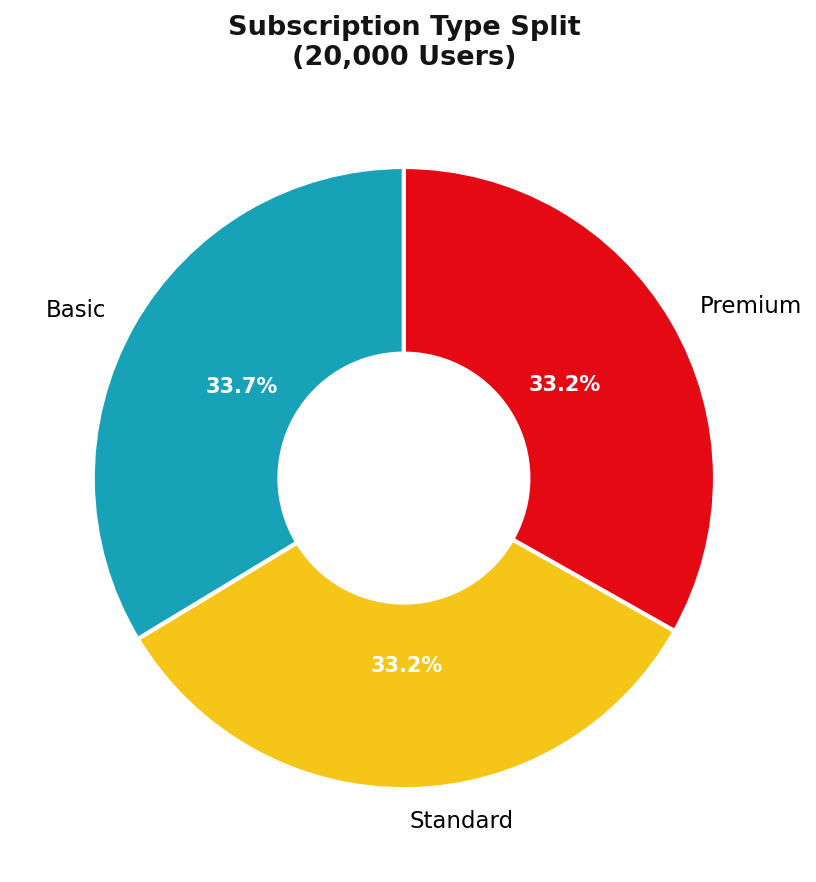 Subscription Type Split
(20,000 Users)
Basic
Premium
33.7%
33.2%
33.2%
Standard